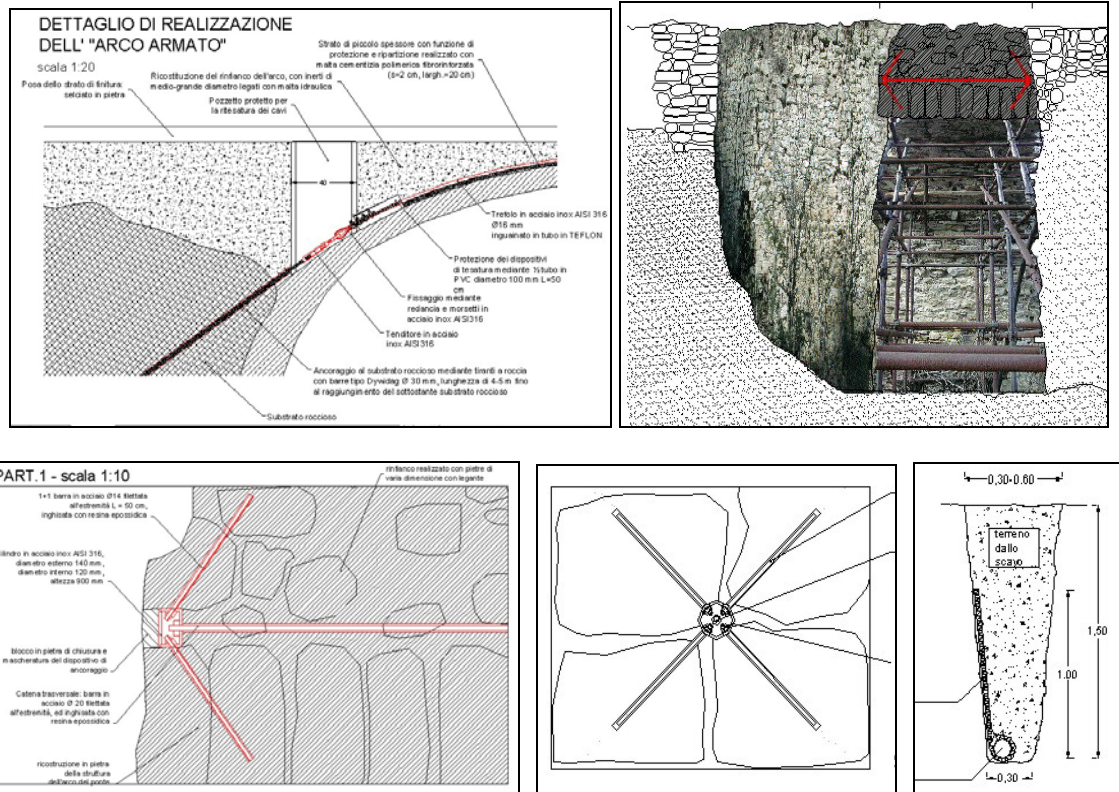 DETTAGLIO DI REALIZZAZIONE
DELL' "ARCO ARMATO"
scala 1:20
Posa dello strato di finitura:
selciato in pietra
Ricostituzione del rinfianco dell'arco, con inerti di
medio-grande diametro legati con malta idraulica
Pozzetto protetto per
la ritesatura dei cavi
Strato di piccolo spessore con funzione di
protezione e ripartizione realizzato con
malta cementizia polimerica fibrorinforzata
(s=2 cm, largh.=20 cm)
40
Trefolo in acciaio inox AISI 316
Ø16 mm
inguainato in tubo in TEFLON
Protezione dei dispositivi
di tesatura mediante ½ tubo in
PVC diametro 100 mm L=50
cm
Fissaggio mediante
redancia e morsetti in
acciaio inox AISI316
Tenditore in acciaio
inox AISI316
Ancoraggio al substrato roccioso mediante tiranti a roccia
con barre tipo Dywidag Ø 30 mm, lunghezza di 4-5 m fino
al raggiungimento del sottostante substrato roccioso
Substrato roccioso
PART.1 - scala 1:10
rinfianco realizzato con pietre di
varia dimensione con legante
1+1 barra in acciaio Ø14 filettata
all'estremità L = 50 cm,
inghisata con resina epossidica
cilindro in acciaio inox AISI 316,
diametro esterno 140 mm,
diametro interno 120 mm,
altezza 900 mm
blocco in pietra di chiusura e
mascheratura del dispositivo di
ancoraggio
Catena trasversale: barra in
acciaio Ø 20 filettata
all'estremità, ed inghisata con
resina epossidica
ricostruzione in pietra
della struttura
dell'arco del ponte
0,30-0.60
terreno
dallo
scavo
1,50
1.00
0,30